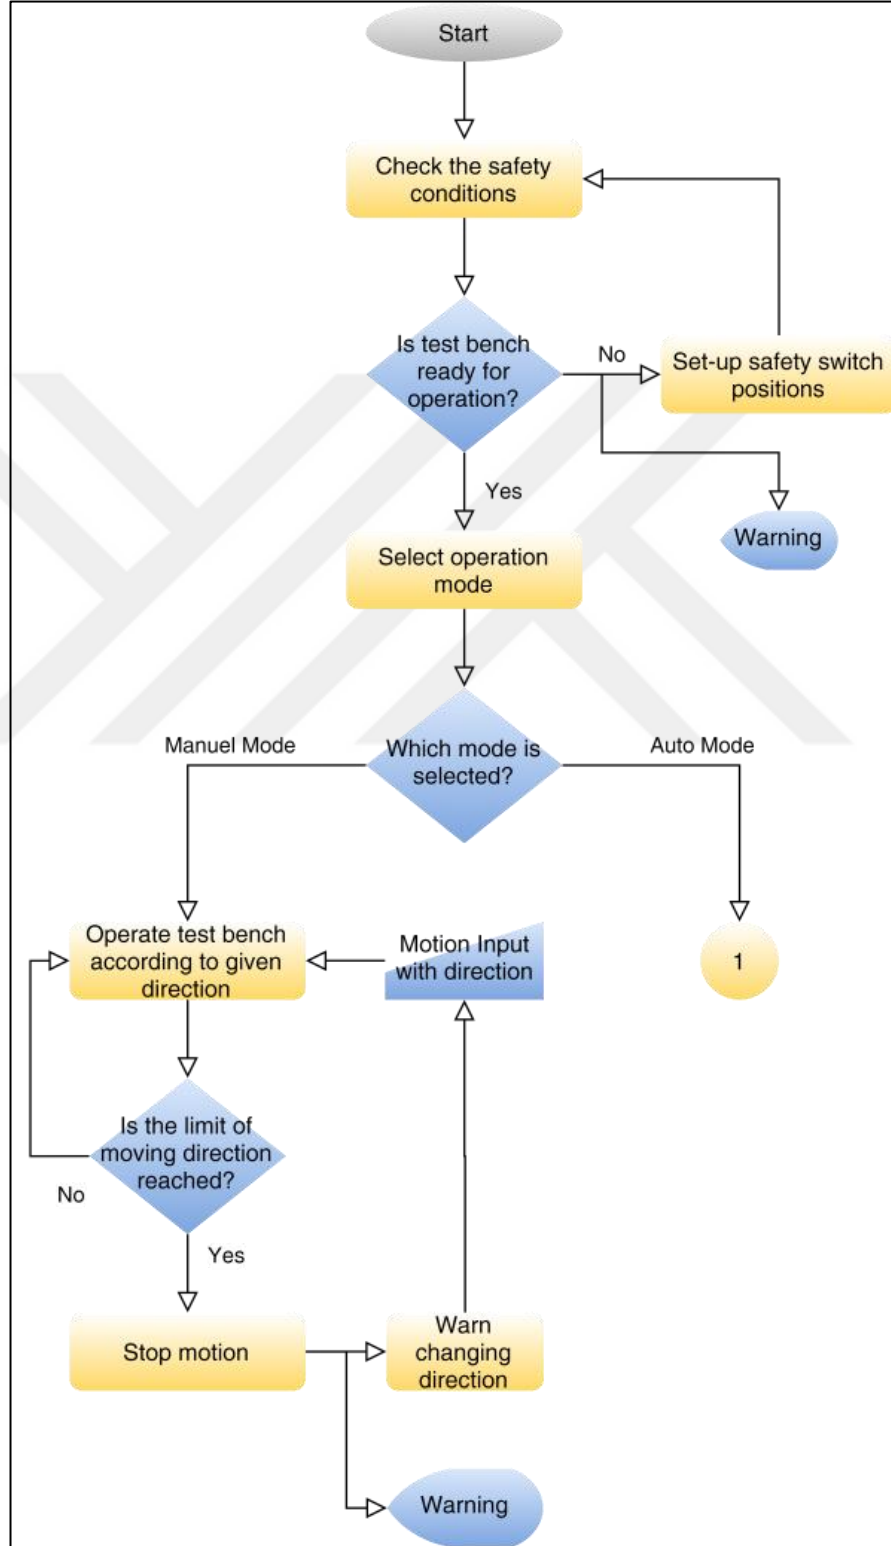 Start
Check the safety
conditions
Is test bench
ready for
operation?
No
Set-up safety switch
positions
Yes
Warning
Select operation
mode
Manuel Mode
Which mode is
selected?
Auto Mode
Operate test bench
according to given
direction
Motion Input
with direction
1
Is the limit of
moving direction
reached?
No
Yes
Stop motion
Warn
changing
direction
Warning